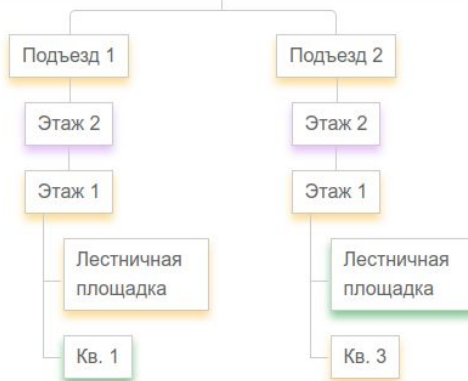 Подъезд 1
Этаж 2
Этаж 1
Лестничная
площадка
Кв. 1
Подъезд 2
Этаж 2
Этаж 1
Лестничная
площадка
Кв. 3